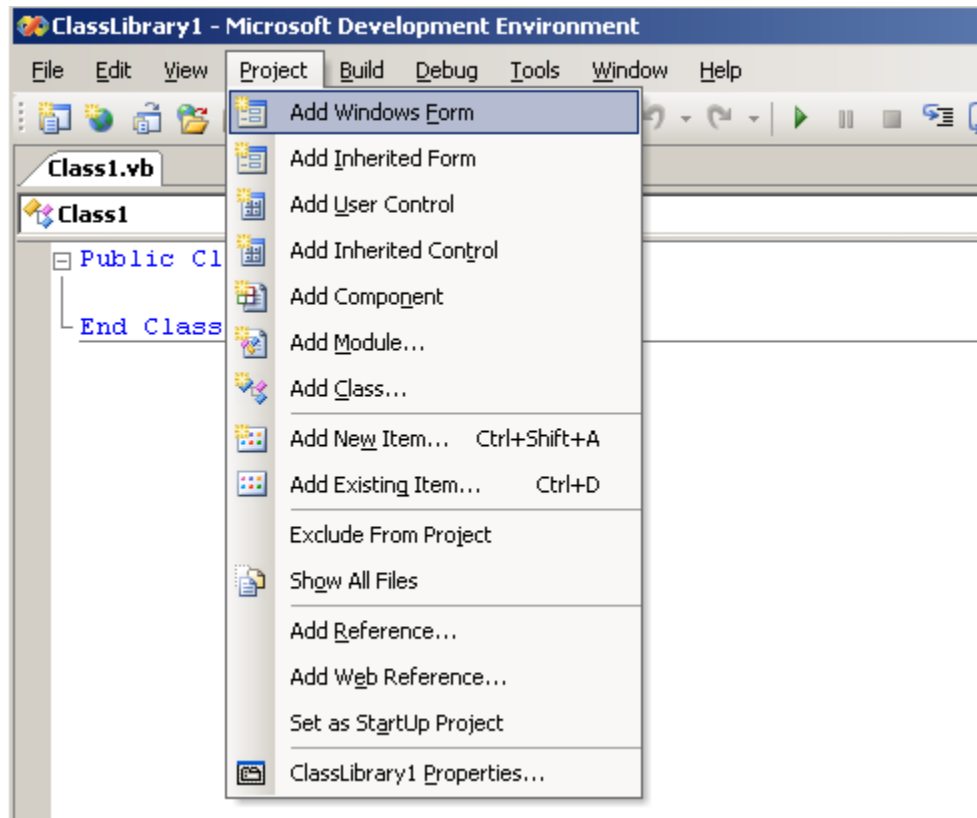 ClassLibrary1 - Microsoft Development Environment
File Edit View Project Build Debug Tools Window Help
Add Windows Form
Add Inherited Form
Class1.vb
Add User Control
Class1
Add Inherited Control
Public Cl
Add Component
End Class
Add Module...
Add Class...
Add New Item... Ctrl+Shift+A
Add Existing Item... Ctrl+D
Exclude From Project
Show All Files
Add Reference...
Add Web Reference...
Set as StartUp Project
ClassLibrary1 Properties...